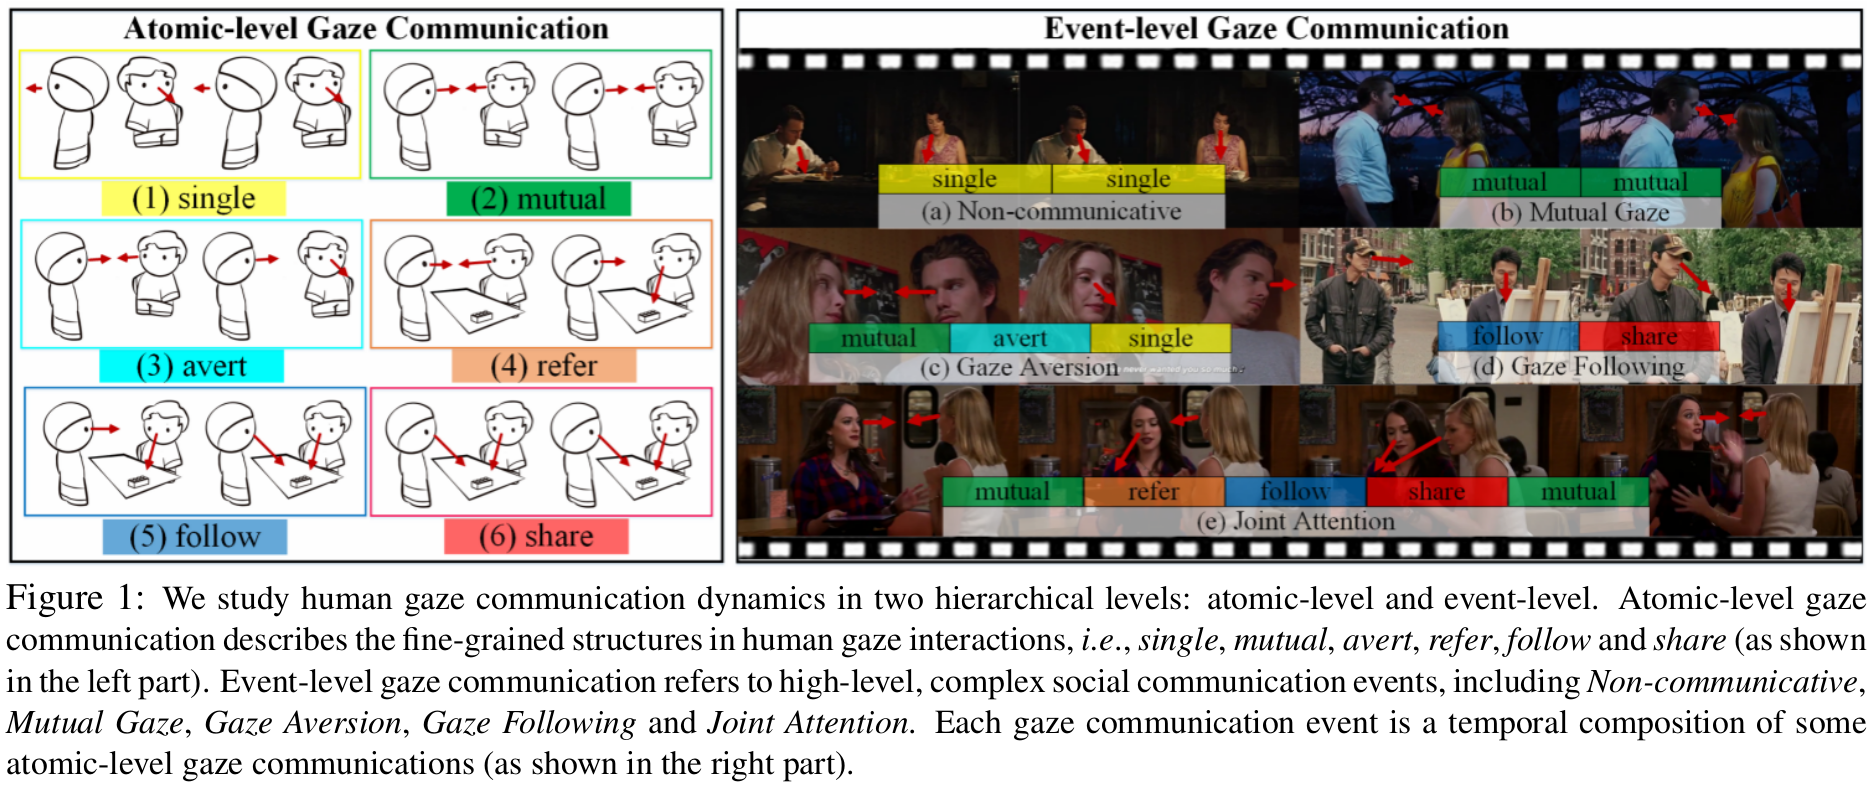 Atomic-level Gaze Communication
(1) single
(2) mutual
(3) avert
(4) refer
(5) follow
(6) share
Event-level Gaze Communication
single single
(a) Non-communicative
mutual mutual
(b) Mutual Gaze
mutual avert single
(c) Gaze Aversion
never wanted you so much
follow share
(d) Gaze Following
mutual refer follow share mutual
(e) Joint Attention
Figure 1: We study human gaze communication dynamics in two hierarchical levels: atomic-level and event-level. Atomic-level gaze
communication describes the fine-grained structures in human gaze interactions, i.e., single, mutual, avert, refer, follow and share (as shown
in the left part). Event-level gaze communication refers to high-level, complex social communication events, including Non-communicative,
Mutual Gaze, Gaze Aversion, Gaze Following and Joint Attention. Each gaze communication event is a temporal composition of some
atomic-level gaze communications (as shown in the right part).